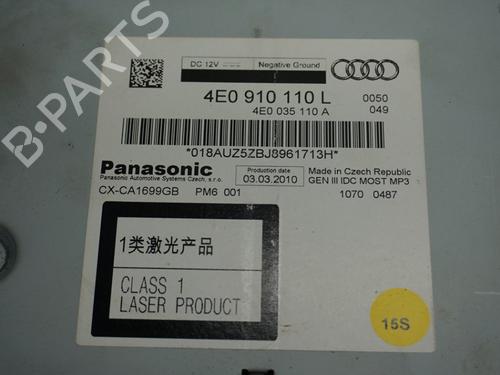 DC 12V Negative Ground
4E0 910 110 L 0050
4E0 035 110 A 049
*018AUZ5ZBJ8961713H*
Panasonic
Panasonic Automotive Systems Czech, s.r.o.
Production date
03.03.2010
Made in Czech Republic
GEN III IDC MOST MP3
CX-CA1699GB PM6 001 1070 0487
1类激光产品
CLASS 1
LASER PRODUCT
15S
B-PARTS